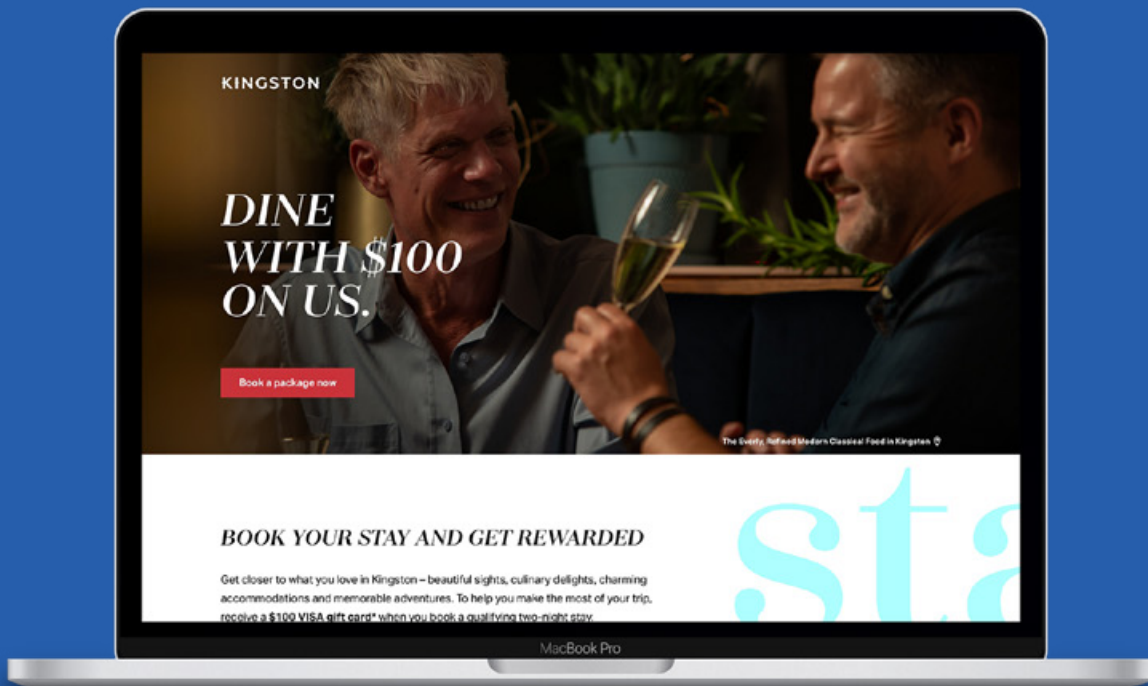 KINGSTON
DINE
WITH $100
ON US.
Book a package now
The Everly, Refined Modern Classical Food in Kingston
BOOK YOUR STAY AND GET REWARDED
sta
Get closer to what you love in Kingston – beautiful sights, culinary delights, charming
accommodations and memorable adventures. To help you make the most of your trip,
receive a $100 VISA gift card* when you book a qualifying two-night stay.
MacBook Pro